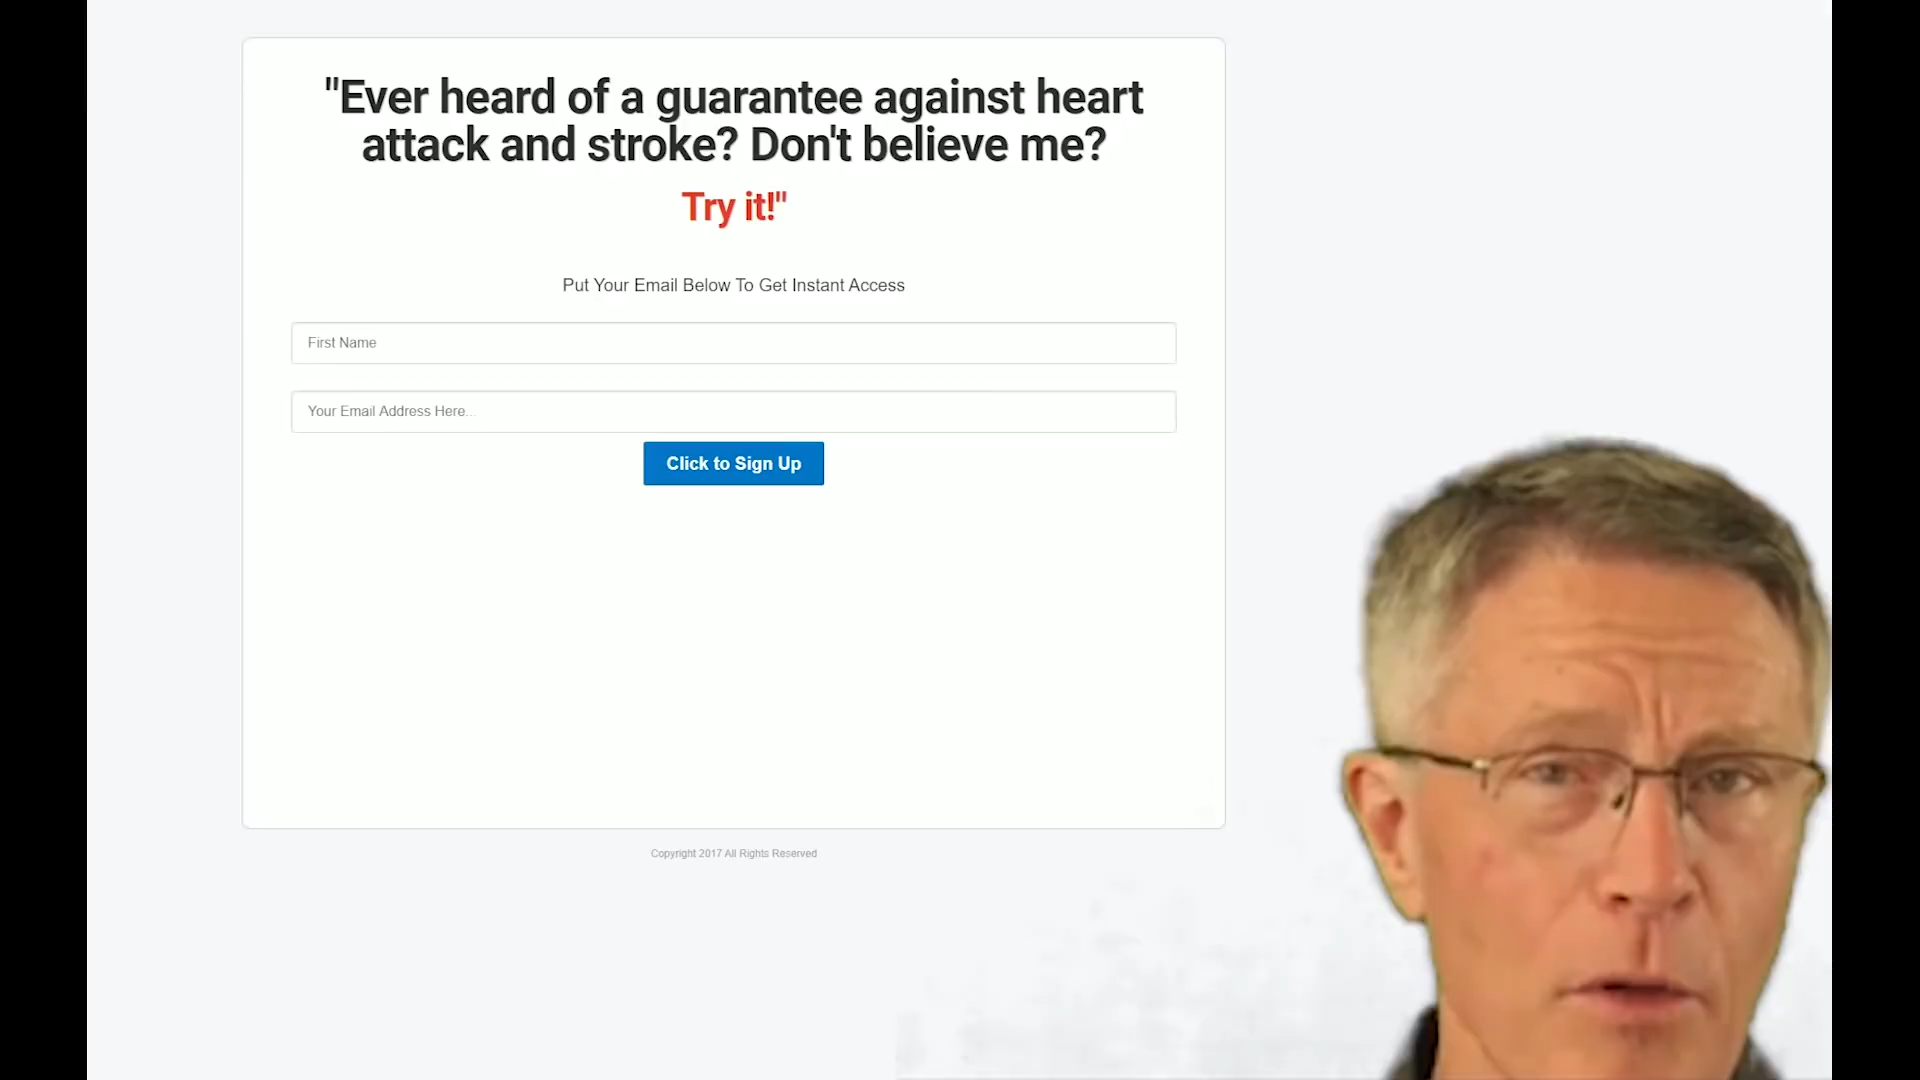 "Ever heard of a guarantee against heart
attack and stroke? Don't believe me?
Try it!"
Put Your Email Below To Get Instant Access
First Name
Your Email Address Here...
Click to Sign Up
Copyright 2017 All Rights Reserved